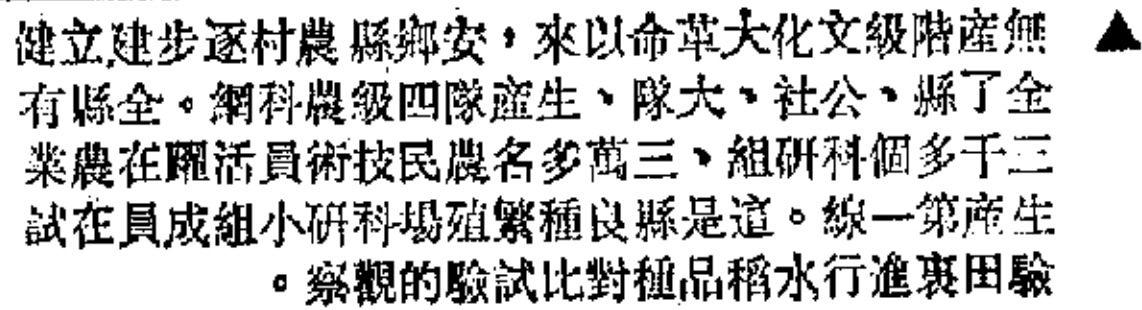 ▲無產階級文化大革命以來，安鄉縣農村逐步建立健
全了縣、公社、大隊、生產隊四級農科網。全縣有
三千多個科研組、三萬多名農民技術員活躍在農業
生產第一線。這是縣良種繁殖場科研小組成員在試
驗田裏進行水稻品種對比試驗的觀察。